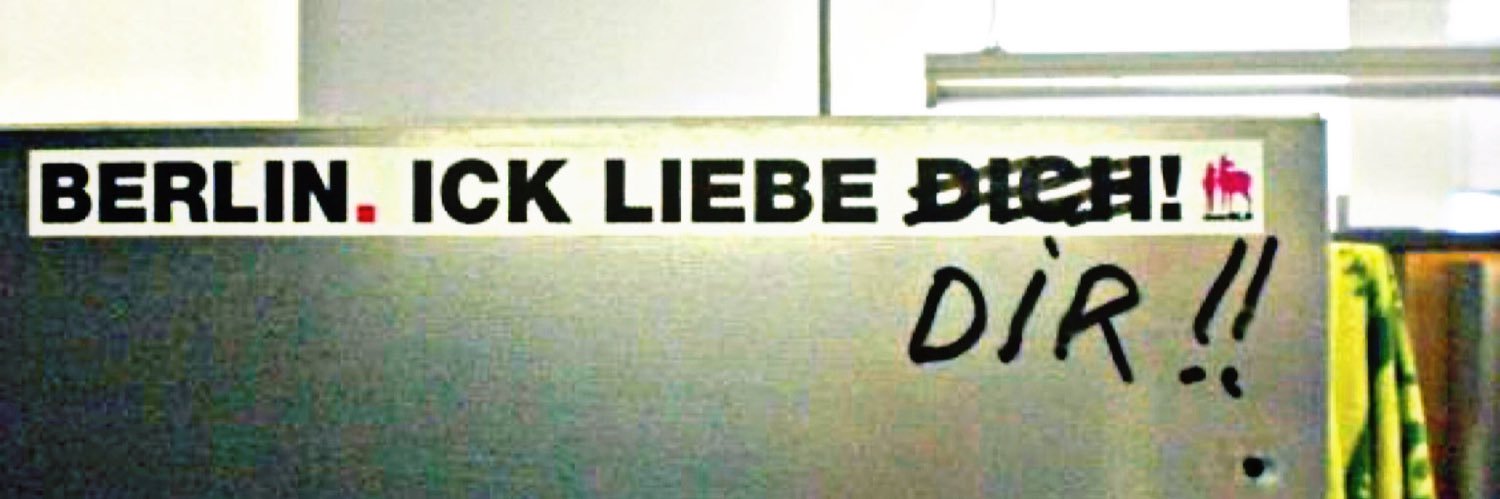 BERLIN. ICK LIEBE DICH!
DIR!!